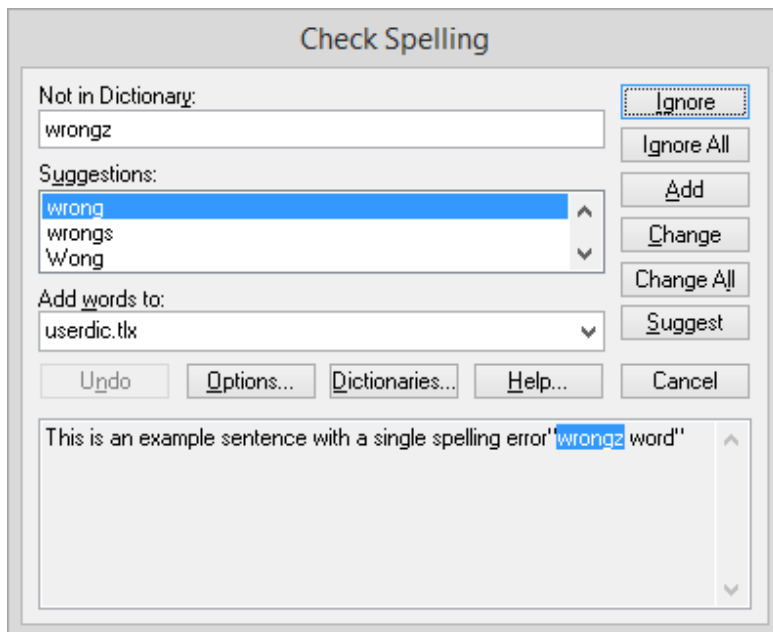 Check Spelling
Not in Dictionary:
wrongz
Suggestions:
wrong
wrongs
Wong
Add words to:
userdic.tlx
Ignore
Ignore All
Add
Change
Change All
Suggest
Undo Options... Dictionaries... Help... Cancel
This is an example sentence with a single spelling error"wrongz word"